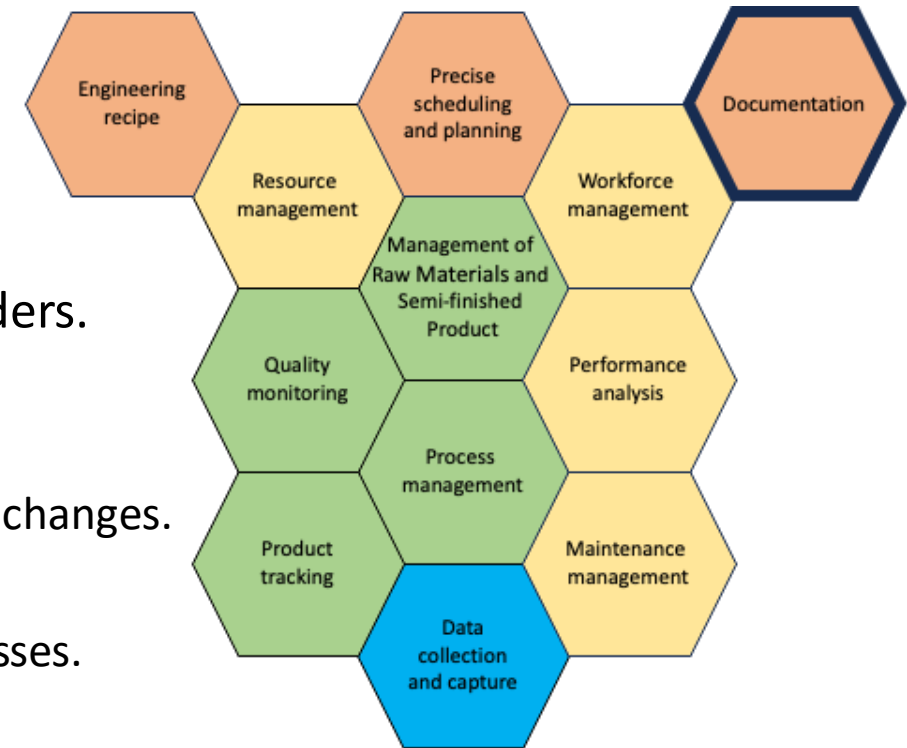 Engineering
recipe
Precise
scheduling
and planning
Documentation
Resource
management
Workforce
management
Management of
Raw Materials and
Semi-finished
Product
ders.
Quality
monitoring
Performance
analysis
Process
management
changes.
Product
tracking
Maintenance
management
sses.
Data
collection
and capture